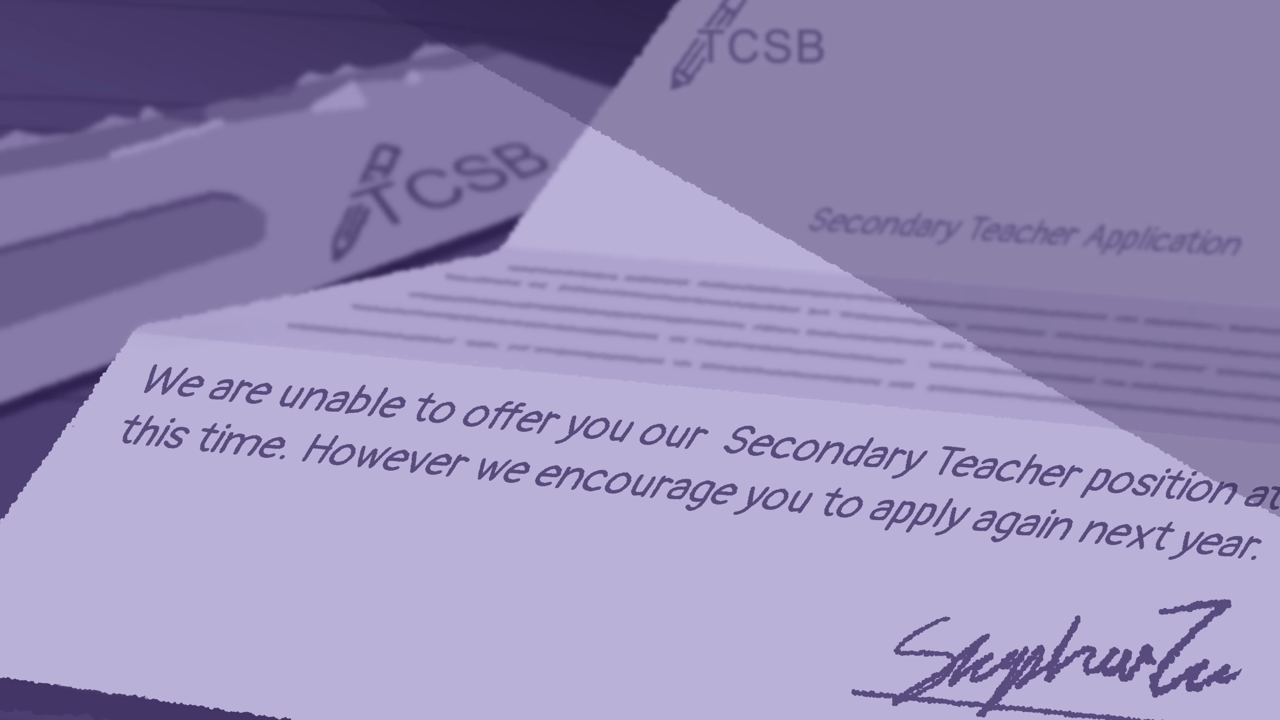 TCSB
TCSB
Secondary Teacher Application
We are unable to offer you our Secondary Teacher position at
this time. However we encourage you to apply again next year.